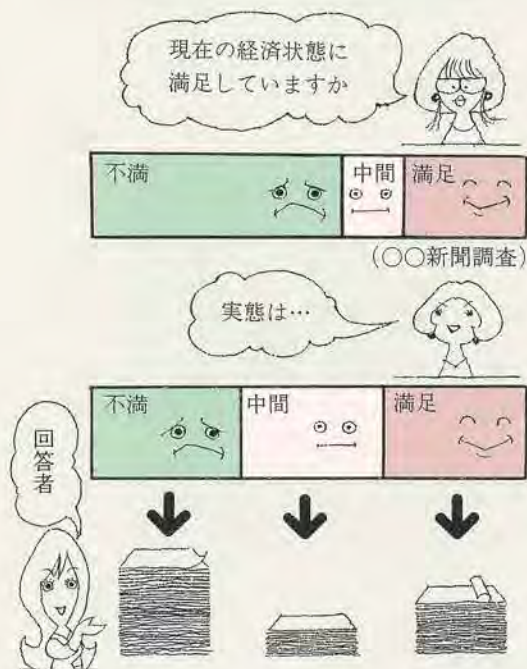 現在の経済状態に
満足していますか
不満
中間
満足
(○○新聞調査)
実態は…
不満
中間
満足
回答者